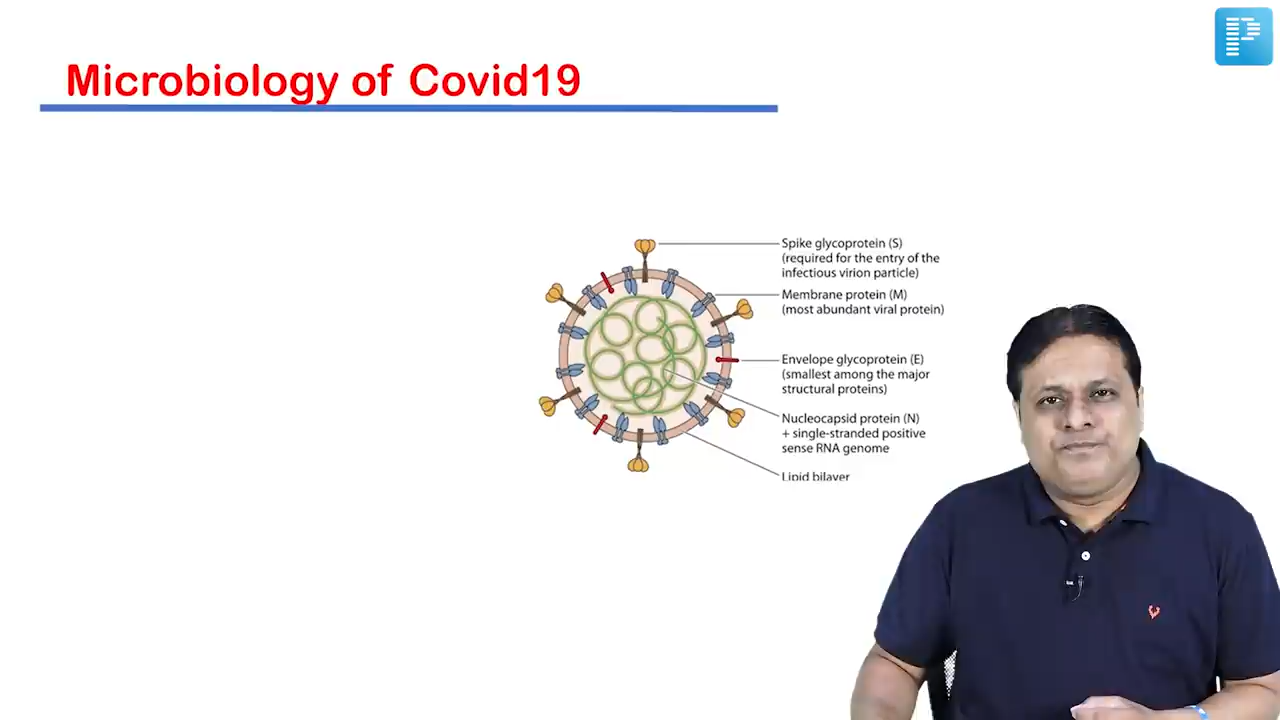 Microbiology of Covid19
Spike glycoprotein (S)
(required for the entry of the
infectious virion particle)
Membrane protein (M)
(most abundant viral protein)
Envelope glycoprotein (E)
(smallest among the major
structural proteins)
Nucleocapsid protein (N)
+ single-stranded positive
sense RNA genome
Lipid bilayer